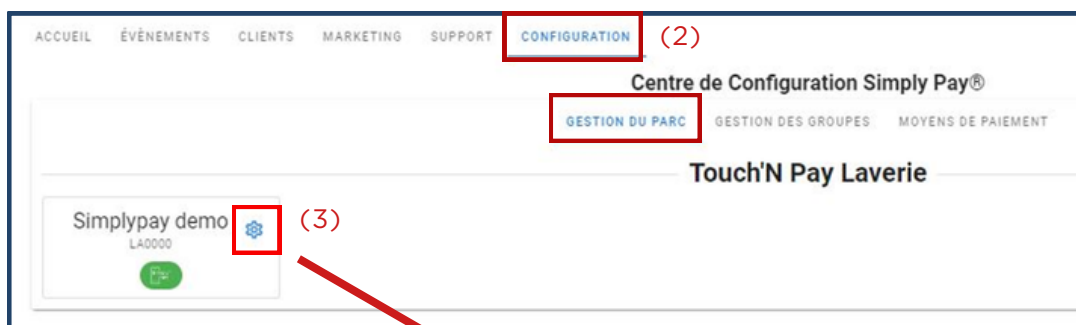 ACCUEIL ÉVÈNEMENTS CLIENTS MARKETING SUPPORT CONFIGURATION (2)
Centre de Configuration Simply Pay®
GESTION DU PARC GESTION DES GROUPES MOYENS DE PAIEMENT
Touch'N Pay Laverie
Simplypay demo (3)
LA0000